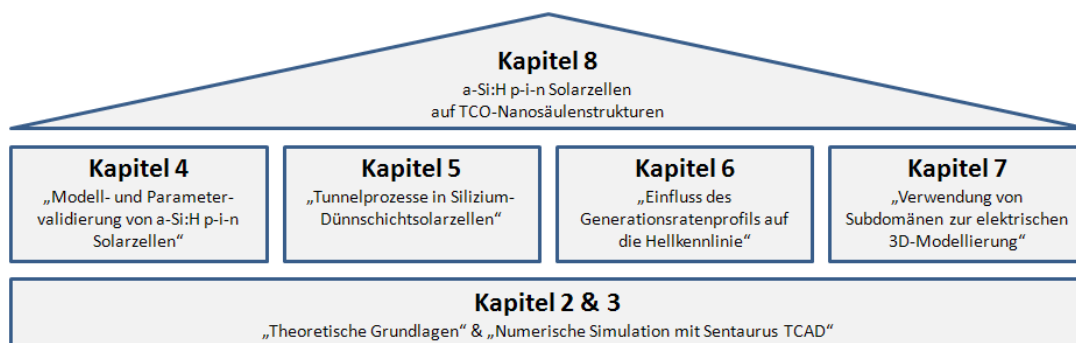 Kapitel 8
a-Si:H p-i-n Solarzellen
auf TCO-Nanosäulenstrukturen
Kapitel 4
„Modell- und Parameter-
validierung von a-Si:H p-i-n
Solarzellen“
Kapitel 5
„Tunnelprozesse in Silizium-
Dünnschichtsolarzellen“
Kapitel 6
„Einfluss des
Generationsratenprofils auf
die Hellkennlinie“
Kapitel 7
„Verwendung von
Subdomänen zur elektrischen
3D-Modellierung“
Kapitel 2 & 3
„Theoretische Grundlagen“ & „Numerische Simulation mit Sentaurus TCAD“